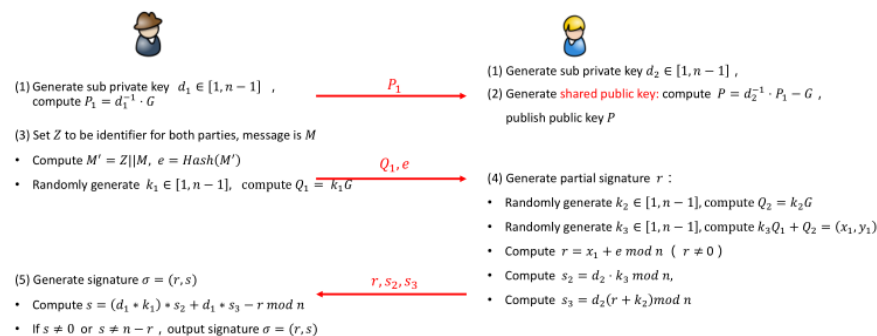 (1) Generate sub private key d₁ ∈ [1, n − 1] ,
compute P₁ = d₁⁻¹ · G
P₁
(1) Generate sub private key d₂ ∈ [1, n − 1] ,
(2) Generate shared public key: compute P = d₂⁻¹ · P₁ − G ,
publish public key P
(3) Set Z to be identifier for both parties, message is M
• Compute M′ = Z||M, e = Hash(M′)
• Randomly generate k₁ ∈ [1, n − 1], compute Q₁ = k₁G
Q₁, e
(4) Generate partial signature r :
• Randomly generate k₂ ∈ [1, n − 1], compute Q₂ = k₂G
• Randomly generate k₃ ∈ [1, n − 1], compute k₃Q₁ + Q₂ = (x₁, y₁)
• Compute r = x₁ + e mod n ( r ≠ 0 )
• Compute s₂ = d₂ · k₃ mod n,
• Compute s₃ = d₂(r + k₂)mod n
r, s₂, s₃
(5) Generate signature σ = (r, s)
• Compute s = (d₁ * k₁) * s₂ + d₁ * s₃ − r mod n
• If s ≠ 0 or s ≠ n − r , output signature σ = (r, s)